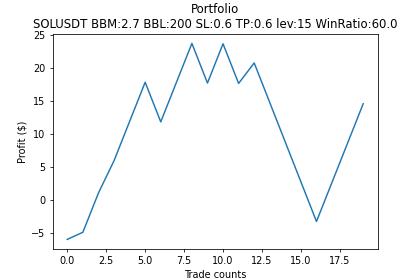 Portfolio
SOLUSDT BBM:2.7 BBL:200 SL:0.6 TP:0.6 lev:15 WinRatio:60.0
25
20
15
10
5
0
−5
Profit ($)
0.0 2.5 5.0 7.5 10.0 12.5 15.0 17.5
Trade counts